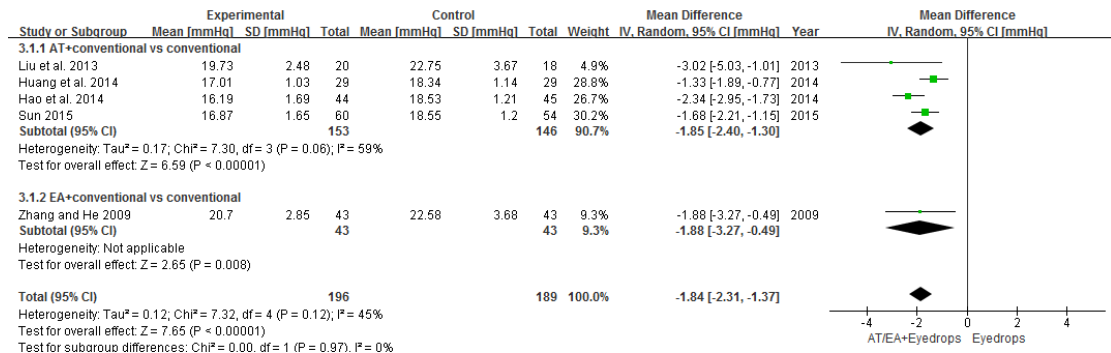 Experimental Control Mean Difference Mean Difference
Study or Subgroup Mean [mmHg] SD [mmHg] Total Mean [mmHg] SD [mmHg] Total Weight IV, Random, 95% CI [mmHg] Year IV, Random, 95% CI [mmHg]
3.1.1 AT+conventional vs conventional
Liu et al. 2013 19.73 2.48 20 22.75 3.67 18 4.9% -3.02 [-5.03, -1.01] 2013
Huang et al. 2014 17.01 1.03 29 18.34 1.14 29 28.8% -1.33 [-1.89, -0.77] 2014
Hao et al. 2014 16.19 1.69 44 18.53 1.21 45 26.7% -2.34 [-2.95, -1.73] 2014
Sun 2015 16.87 1.65 60 18.55 1.2 54 30.2% -1.68 [-2.21, -1.15] 2015
Subtotal (95% CI) 153 146 90.7% -1.85 [-2.40, -1.30]
Heterogeneity: Tau² = 0.17; Chi² = 7.30, df = 3 (P = 0.06); I² = 59%
Test for overall effect: Z = 6.59 (P < 0.00001)
3.1.2 EA+conventional vs conventional
Zhang and He 2009 20.7 2.85 43 22.58 3.68 43 9.3% -1.88 [-3.27, -0.49] 2009
Subtotal (95% CI) 43 43 9.3% -1.88 [-3.27, -0.49]
Heterogeneity: Not applicable
Test for overall effect: Z = 2.65 (P = 0.008)
Total (95% CI) 196 189 100.0% -1.84 [-2.31, -1.37]
Heterogeneity: Tau² = 0.12; Chi² = 7.32, df = 4 (P = 0.12); I² = 45%
Test for overall effect: Z = 7.65 (P < 0.00001)
Test for subgroup differences: Chi² = 0.00, df = 1 (P = 0.97), I² = 0%
-4 -2 0 2 4
AT/EA+Eyedrops Eyedrops